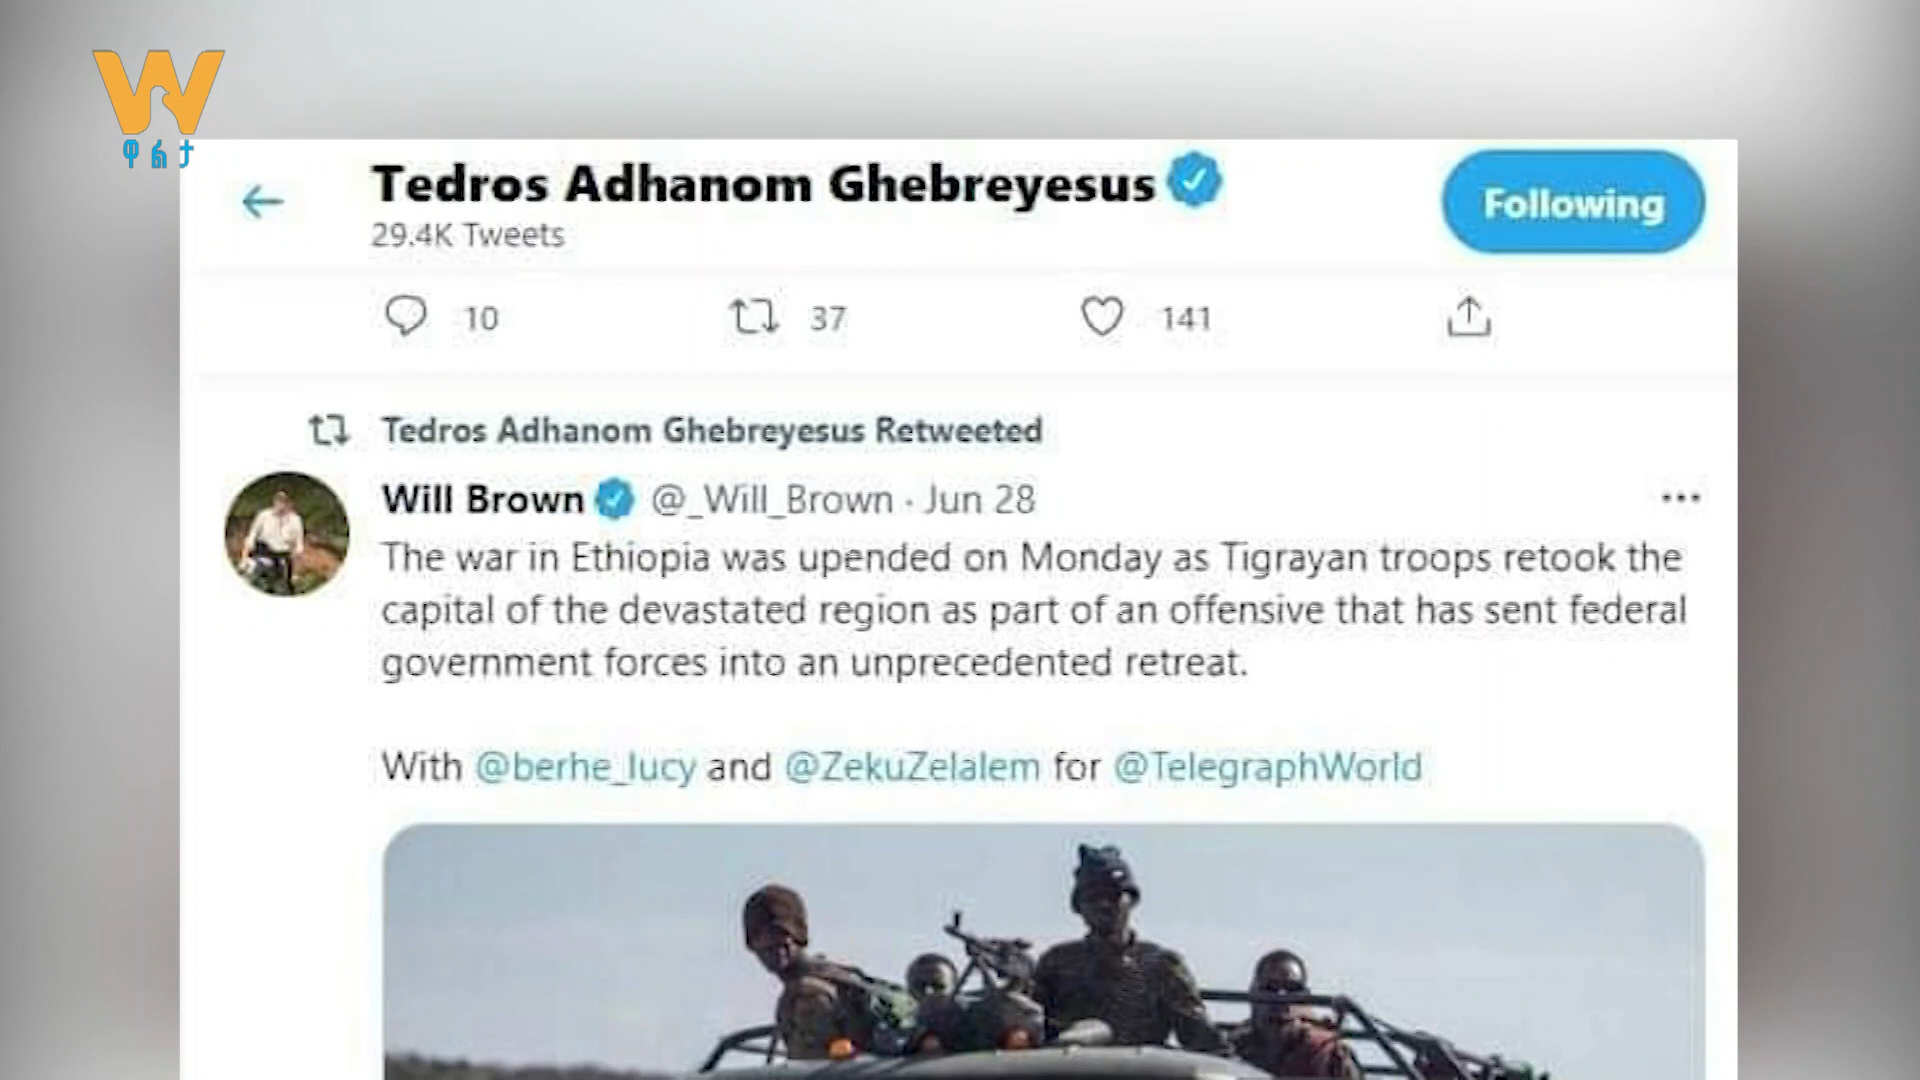 W
ዋልታ
Tedros Adhanom Ghebreyesus
Following
29.4K Tweets
10 37 141
Tedros Adhanom Ghebreyesus Retweeted
Will Brown @_Will_Brown · Jun 28 ...
The war in Ethiopia was upended on Monday as Tigrayan troops retook the
capital of the devastated region as part of an offensive that has sent federal
government forces into an unprecedented retreat.
With @berhe_lucy and @ZekuZelalem for @TelegraphWorld